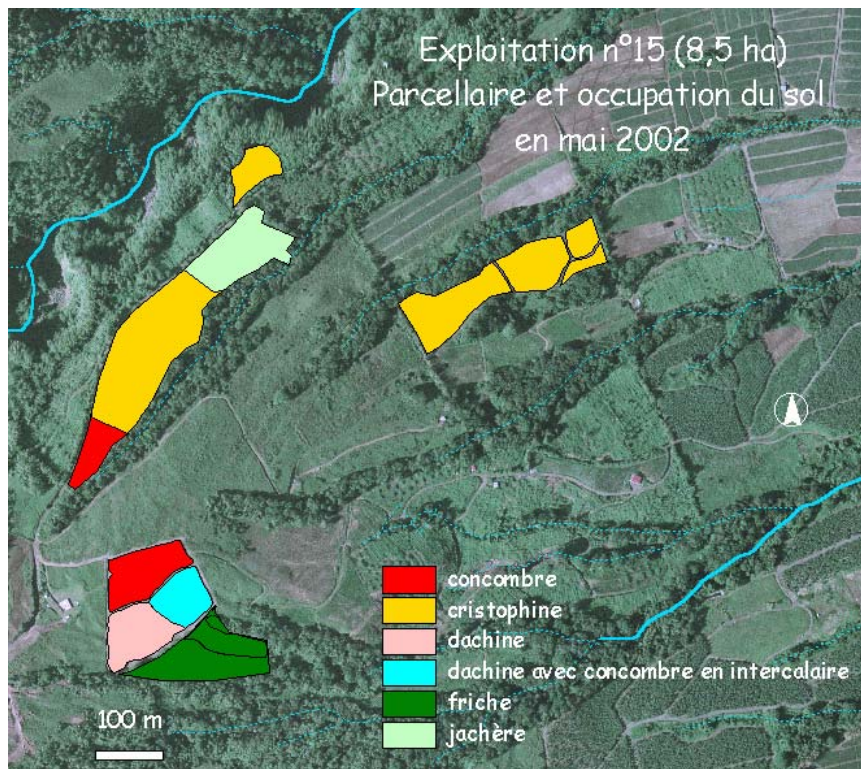 Exploitation n°15 (8,5 ha)
Parcellaire et occupation du sol
en mai 2002
concombre
cristophine
dachine
dachine avec concombre en intercalaire
friche
jachère
100 m